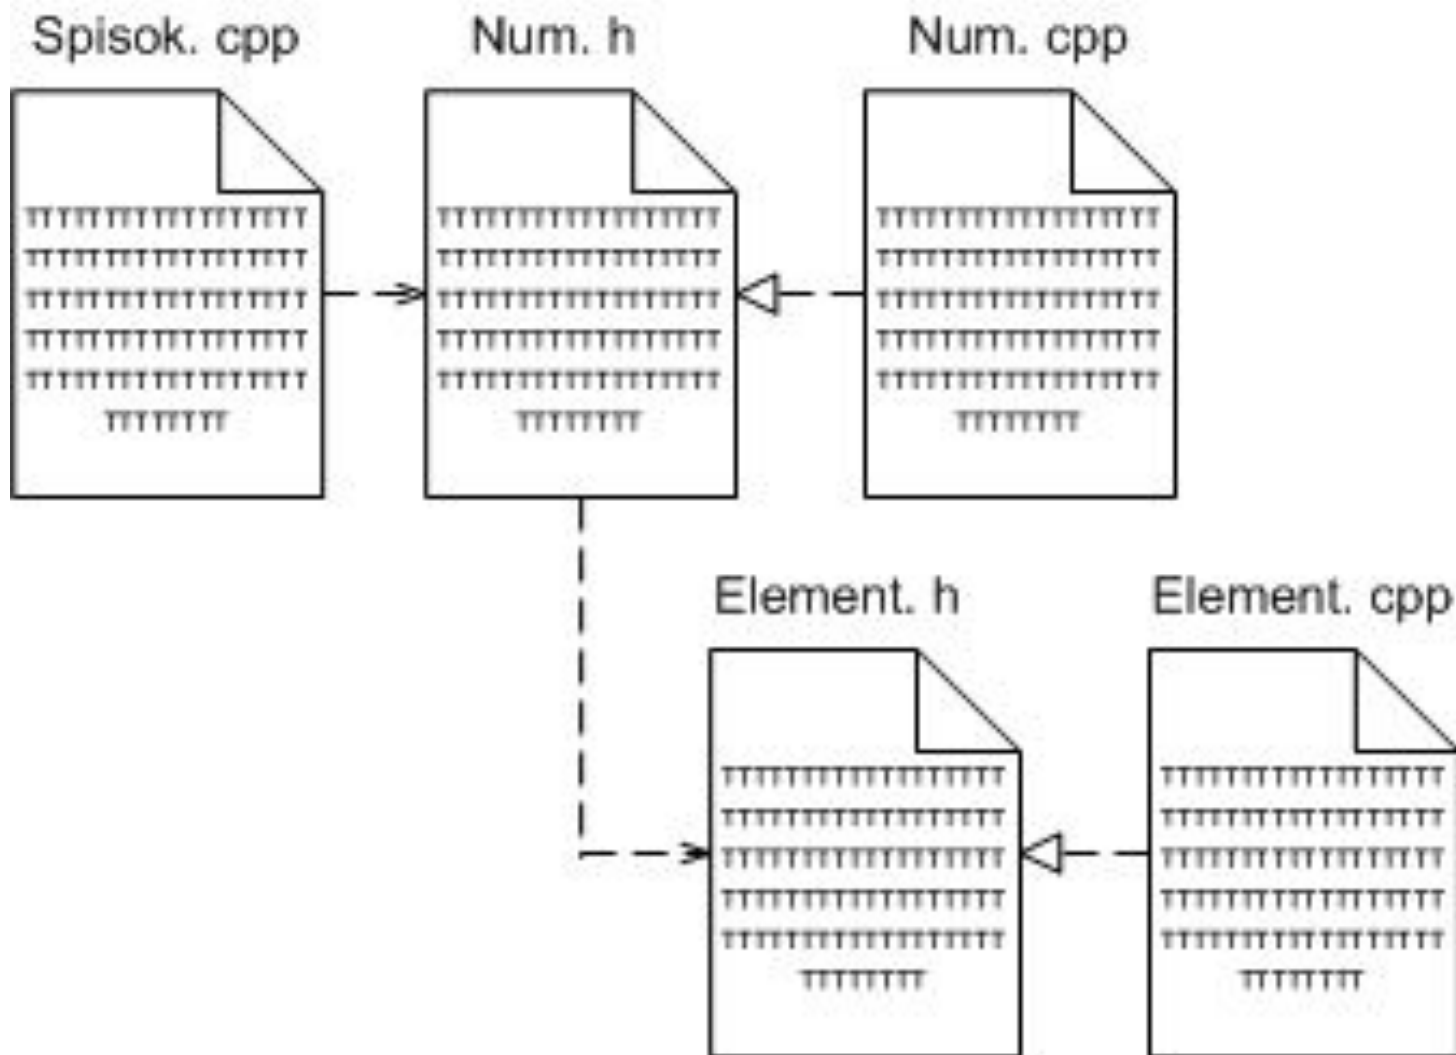 Spisok. cpp
Num. h
Num. cpp
Element. h
Element. cpp